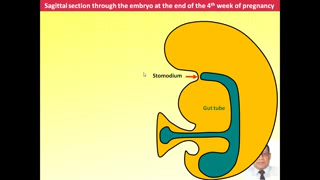 Sagittal section through the embryo at the end of the 4th week of pregnancy
Stomodium
Gut tube